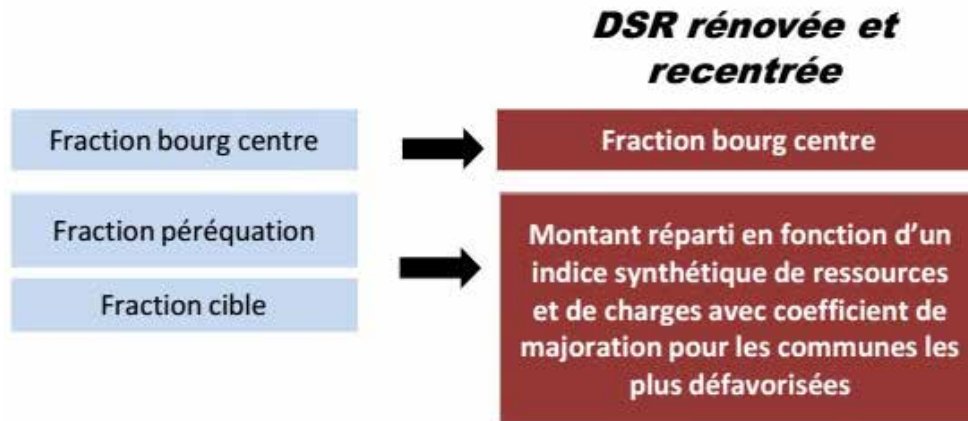 DSR rénovée et
recentrée
Fraction bourg centre
Fraction bourg centre
Fraction péréquation
Fraction cible
Montant réparti en fonction d’un
indice synthétique de ressources
et de charges avec coefficient de
majoration pour les communes les
plus défavorisées